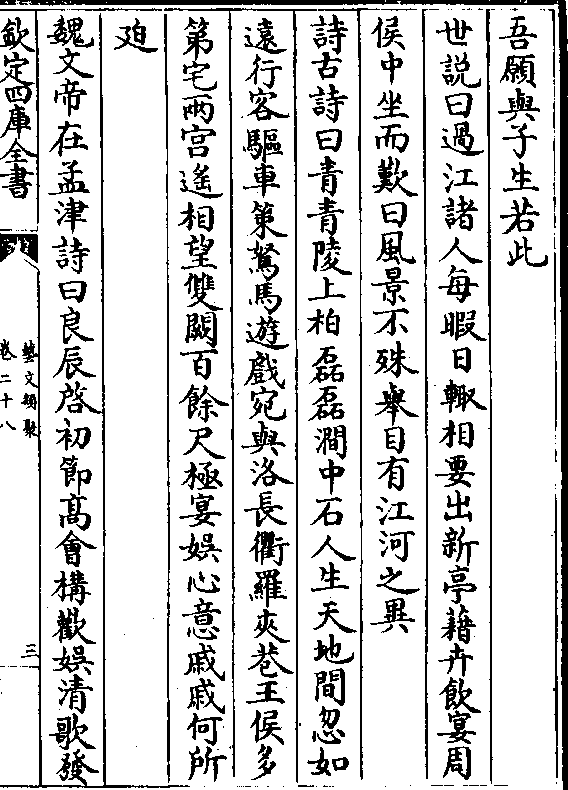 吾願與子生若此
世説曰過江諸人每暇日輙相要出新亭藉卉飲宴周
侯中坐而歎曰風景不殊舉目有江河之異
詩古詩曰青青陵上柏磊磊澗中石人生天地間忽如
遠行客驅車策駑馬遊戲宛與洛長衢羅夾巷王侯多
第宅兩宫遙相望雙闕百餘尺極宴娯心意戚戚何所
廹
魏文帝在孟津詩曰良辰啓初節髙會構歡娯清歌發
欽定四庫全書
藝文類聚
卷二十八
三